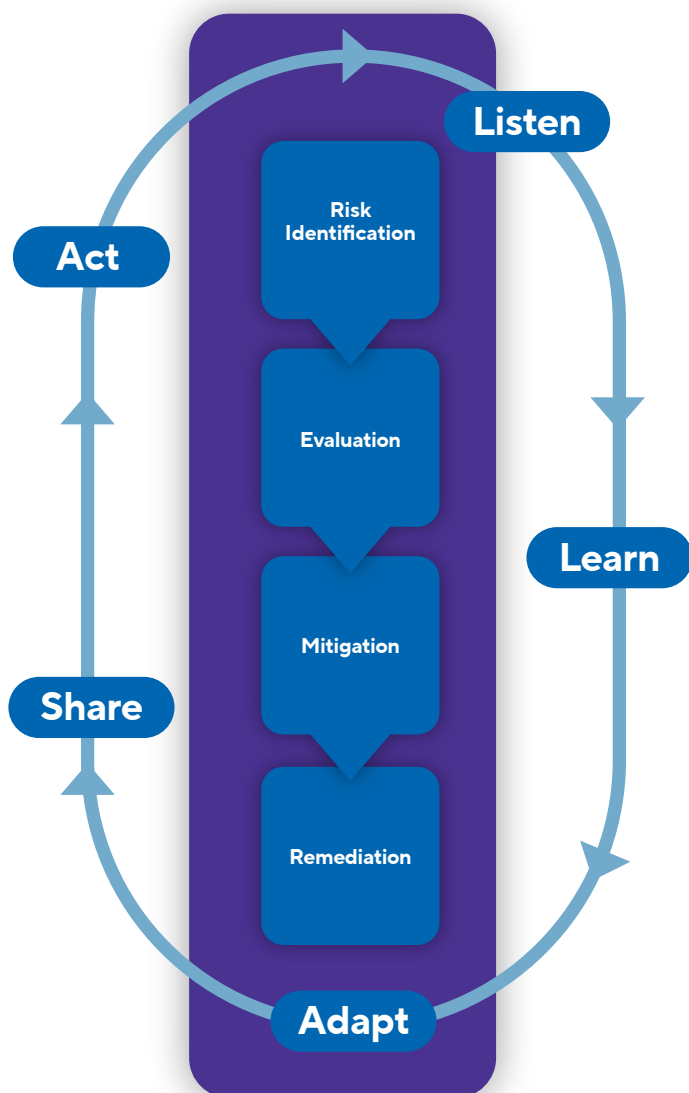 Listen
Risk
Identification
Act
Evaluation
Learn
Mitigation
Share
Remediation
Adapt